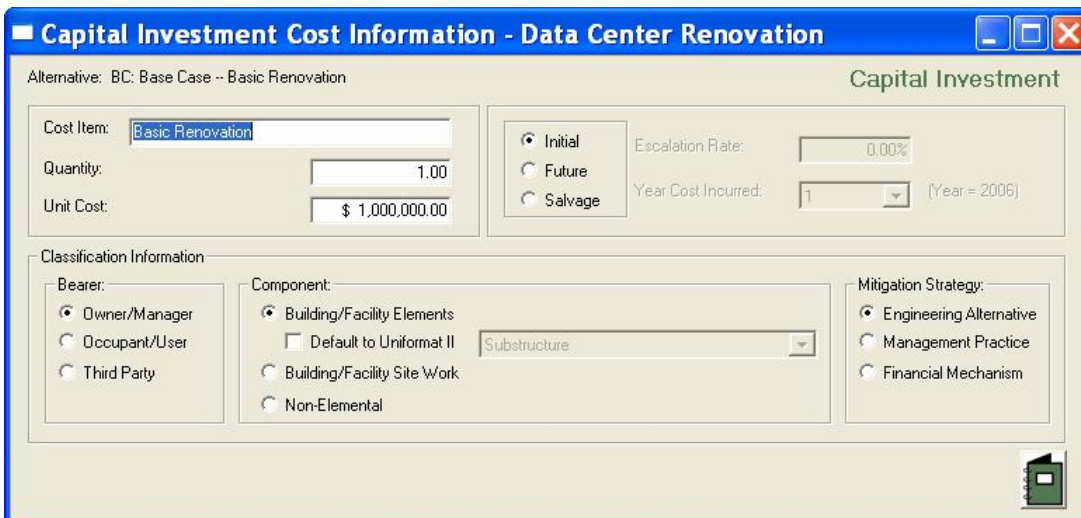 Capital Investment Cost Information - Data Center Renovation
Alternative: BC: Base Case -- Basic Renovation
Capital Investment
Cost Item: Basic Renovation
Quantity: 1.00
Unit Cost: $ 1,000,000.00
Initial
Future
Salvage
Escalation Rate: 0.00%
Year Cost Incurred: 1 (Year = 2006)
Classification Information
Bearer:
Owner/Manager
Occupant/User
Third Party
Component:
Building/Facility Elements
Default to Uniformat II Substructure
Building/Facility Site Work
Non-Elemental
Mitigation Strategy:
Engineering Alternative
Management Practice
Financial Mechanism